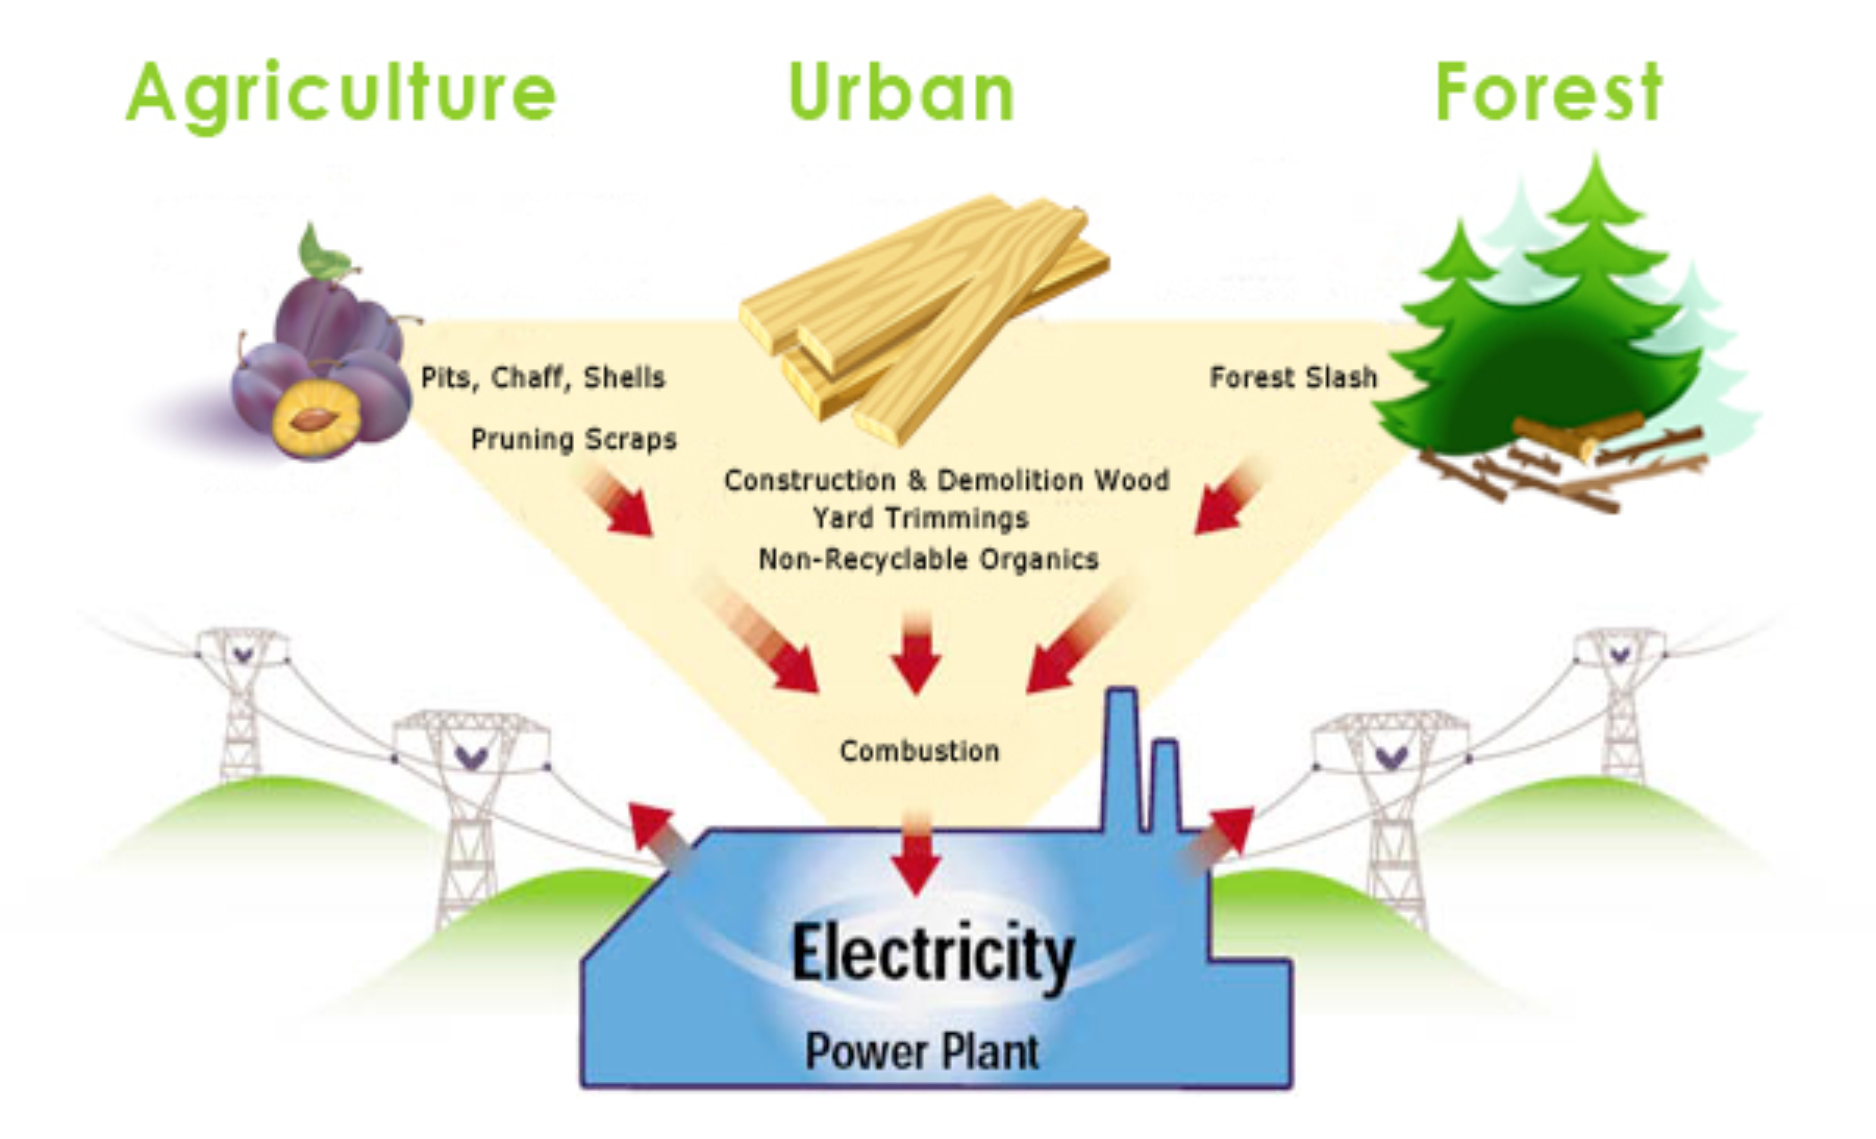 Agriculture
Urban
Forest
Pits, Chaff, Shells
Pruning Scraps
Construction & Demolition Wood
Yard Trimmings
Non-Recyclable Organics
Forest Slash
Combustion
Electricity
Power Plant